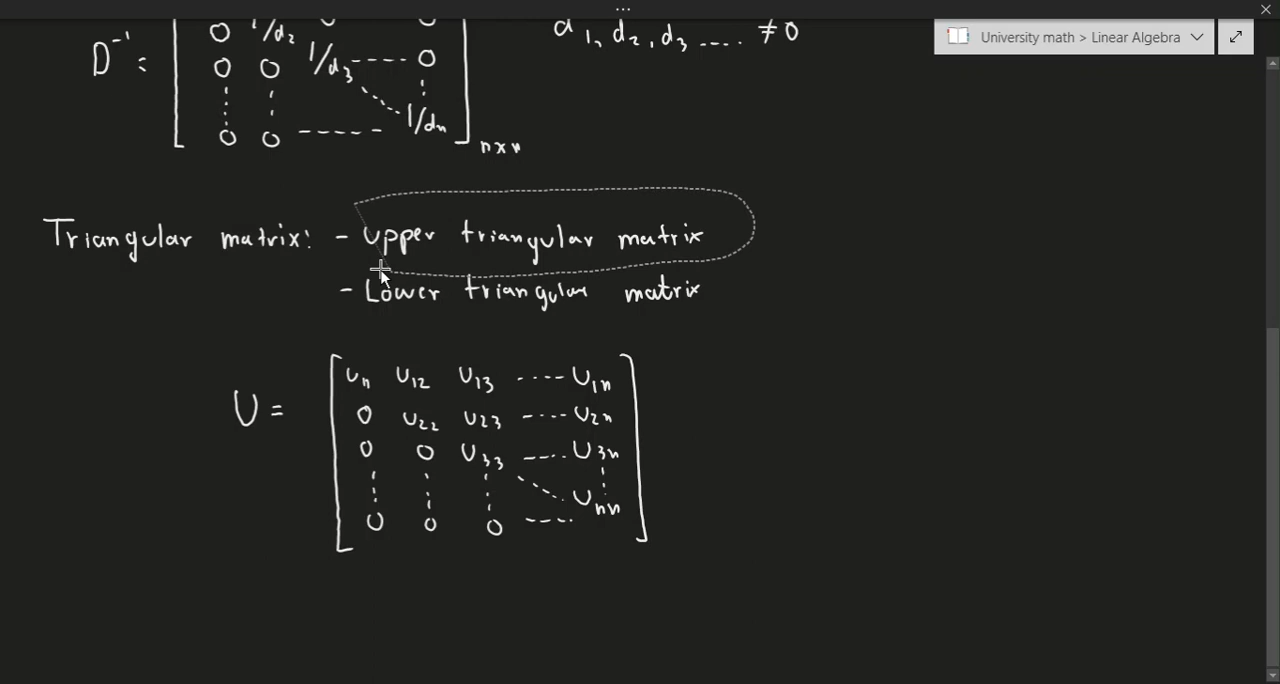 ...
University math > Linear Algebra
0 1/d2 0 0
d1, d2, d3 .... ≠0
D⁻¹ =
0 0 1/d3 ---- 0
1/dn
0 0 -----
n x n
Triangular matrix: - Upper triangular matrix
- Lower triangular matrix
U11 U12 U13 ---- U1n
U =
0 U22 U23 ---- U2n
0 0 U33 ---- U3n
Unn
0 0 0 ----